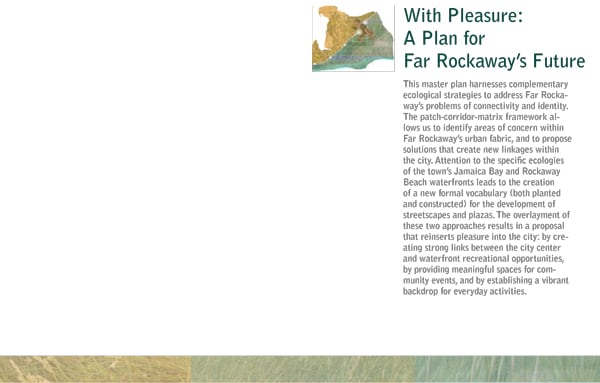 With Pleasure:
A Plan for
Far Rockaway's Future
This master plan harnesses complementary
ecological strategies to address Far Rocka-
way's problems of connectivity and identity.
The patch-corridor-matrix framework al-
lows us to identify areas of concern within
Far Rockaway's urban fabric, and to propose
solutions that create new linkages within
the city. Attention to the specific ecologies
of the town's Jamaica Bay and Rockaway
Beach waterfronts leads to the creation
of a new formal vocabulary (both planted
and constructed) for the development of
streetscapes and plazas. The overlayment of
these two approaches results in a proposal
that reinserts pleasure into the city: by cre-
ating strong links between the city center
and waterfront recreational opportunities,
by providing meaningful spaces for com-
munity events, and by establishing a vibrant
backdrop for everyday activities.